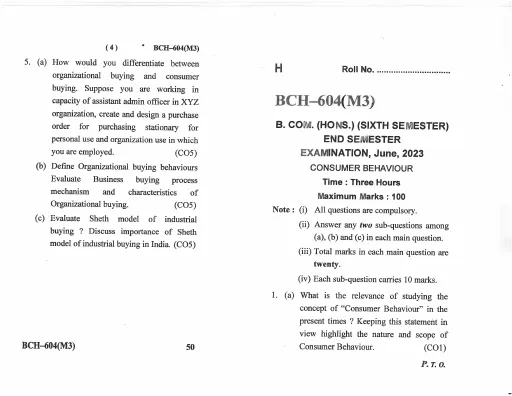 ( 4 ) BCH–604(M3)
5. (a) How would you differentiate between
organizational buying and consumer
buying. Suppose you are working in
capacity of assistant admin officer in XYZ
organization, create and design a purchase
order for purchasing stationary for
personal use and organization use in which
you are employed. (CO5)
(b) Define Organizational buying behaviours
Evaluate Business buying process
mechanism and characteristics of
Organizational buying. (CO5)
(c) Evaluate Sheth model of industrial
buying ? Discuss importance of Sheth
model of industrial buying in India. (CO5)
BCH–604(M3) 50
H Roll No. ..............................
BCH–604(M3)
B. COM. (HONS.) (SIXTH SEMESTER)
END SEMESTER
EXAMINATION, June, 2023
CONSUMER BEHAVIOUR
Time : Three Hours
Maximum Marks : 100
Note : (i) All questions are compulsory.
(ii) Answer any two sub-questions among
(a), (b) and (c) in each main question.
(iii) Total marks in each main question are
twenty.
(iv) Each sub-question carries 10 marks.
1. (a) What is the relevance of studying the
concept of “Consumer Behaviour” in the
present times ? Keeping this statement in
view highlight the nature and scope of
Consumer Behaviour. (CO1)
P. T. O.